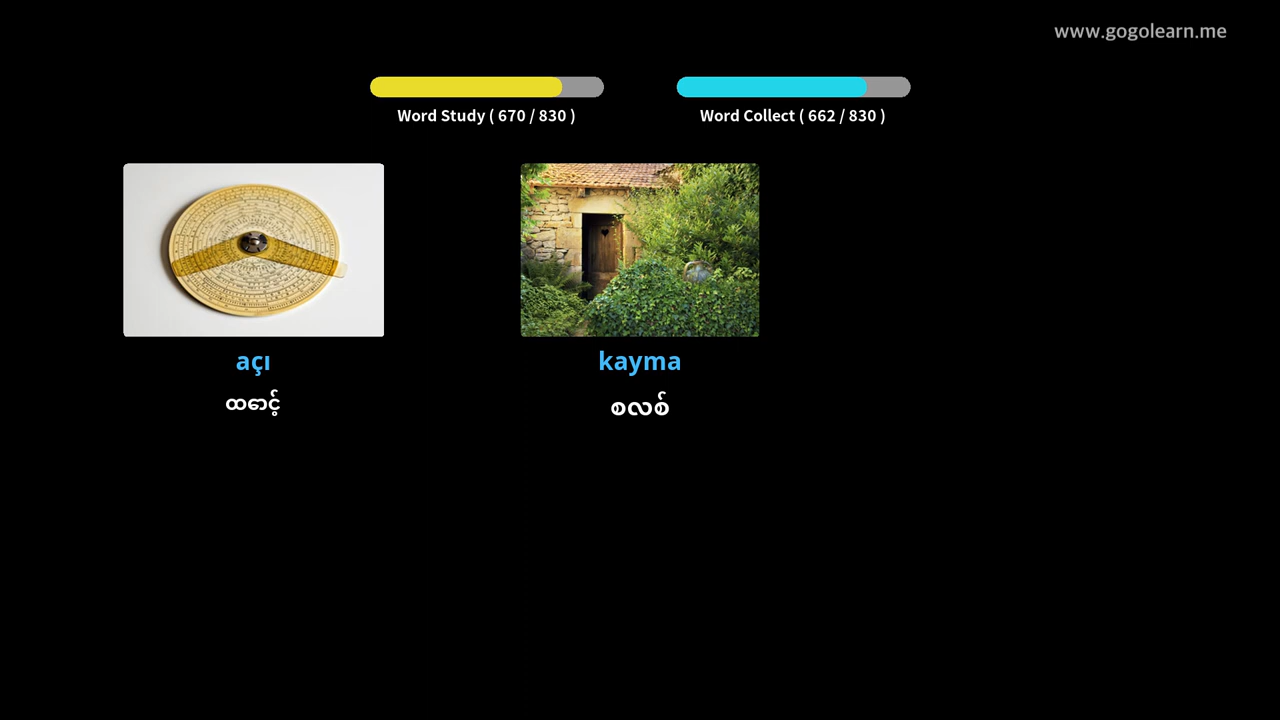 www.gogolearn.me
Word Study ( 670 / 830 )
Word Collect ( 662 / 830 )
açı
ထောင့်
kayma
စလစ်